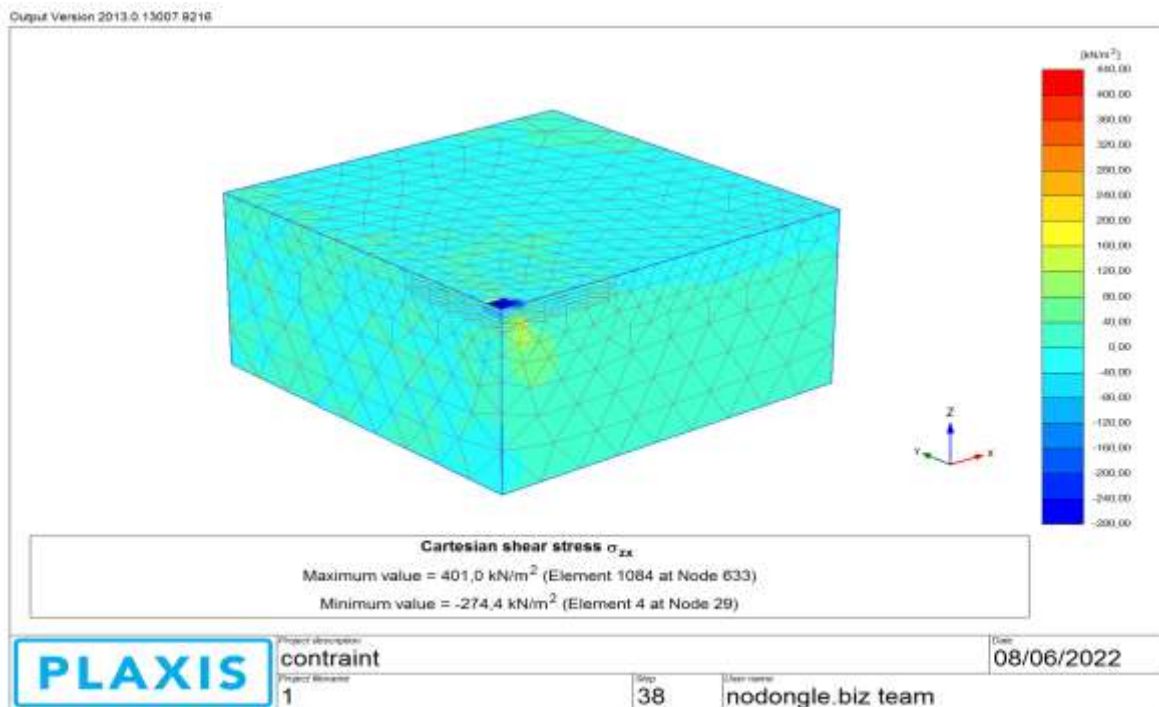 Output Version 2013.0.13007.9216
[kN/m²]
440,00
400,00
360,00
320,00
280,00
240,00
200,00
160,00
120,00
80,00
40,00
0,00
-40,00
-80,00
-120,00
-160,00
-200,00
-240,00
-280,00
Z
Y
X
Cartesian shear stress σzx
Maximum value = 401,0 kN/m² (Element 1084 at Node 633)
Minimum value = -274,4 kN/m² (Element 4 at Node 29)
PLAXIS
Project description
contraint
Date
08/06/2022
Project filename
1
Step
38
User name
nodongle.biz team